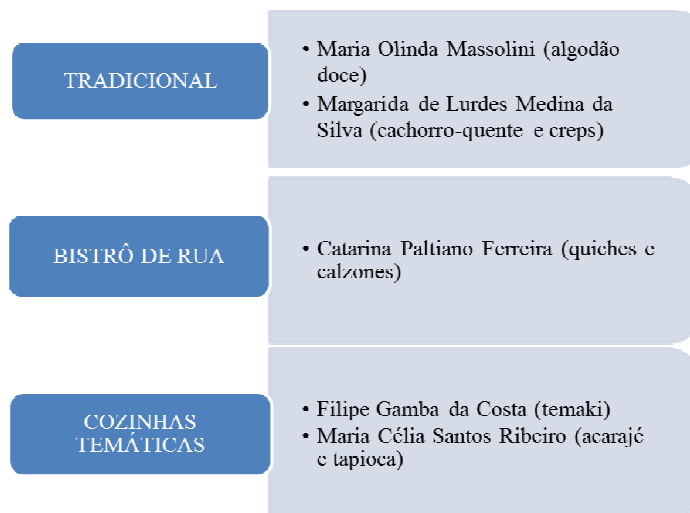 TRADICIONAL
• Maria Olinda Massolini (algodão
doce)
• Margarida de Lurdes Medina da
Silva (cachorro-quente e creps)
BISTRÔ DE RUA
• Catarina Paltiano Ferreira (quiches e
calzones)
COZINHAS
TEMÁTICAS
• Filipe Gamba da Costa (temaki)
• Maria Célia Santos Ribeiro (acarajé
e tapioca)